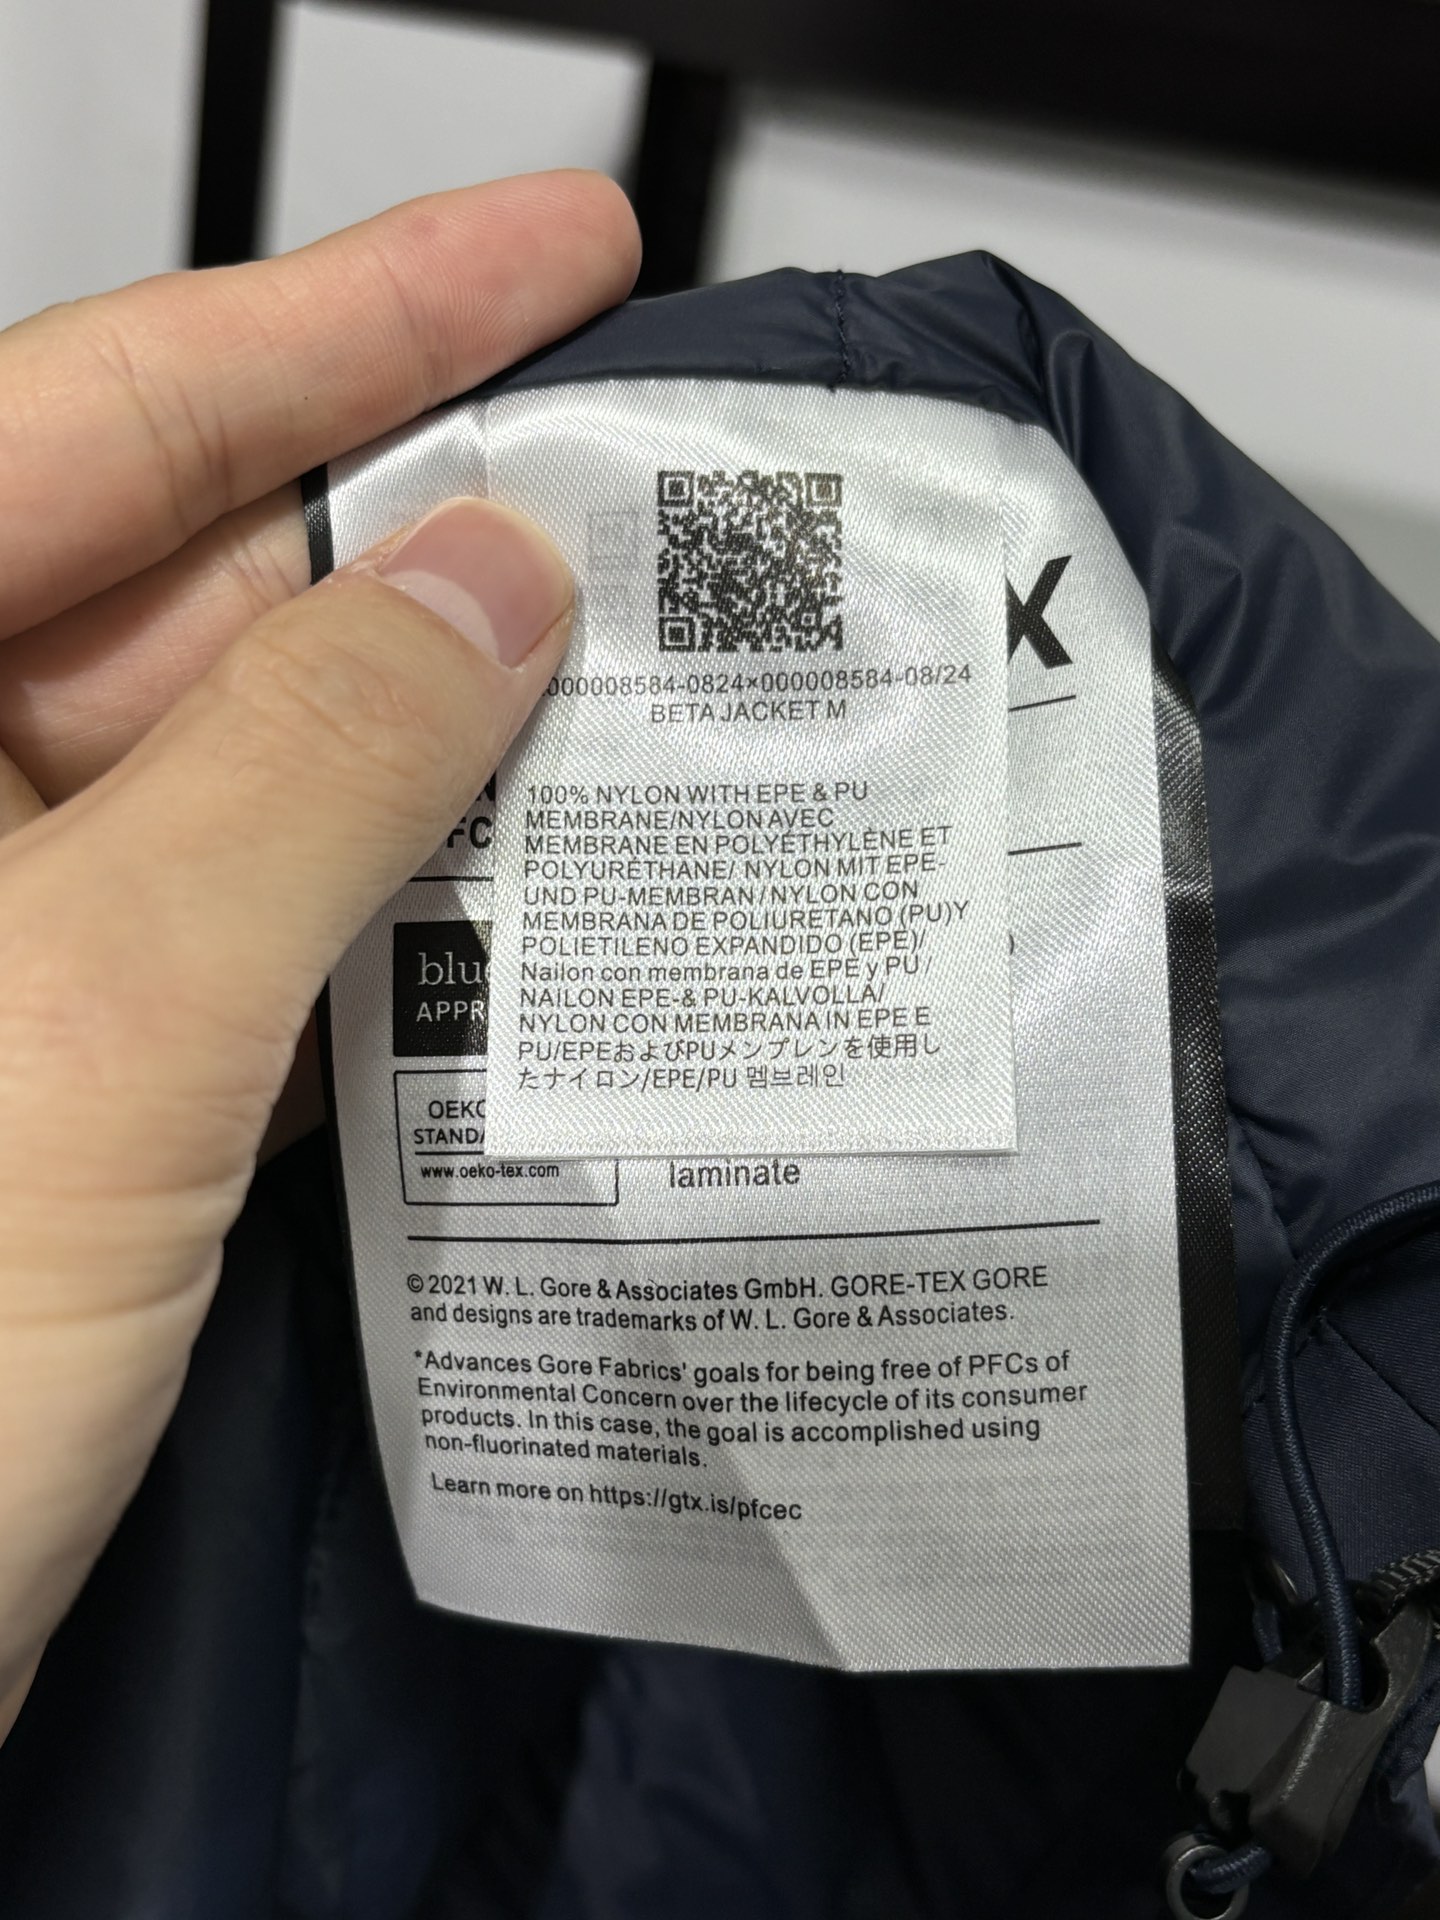 X
000008584-0824×000008584-08/24
BETA JACKET M
100% NYLON WITH EPE & PU
MEMBRANE/NYLON AVEC
MEMBRANE EN POLYÉTHYLÈNE ET
POLYURÉTHANE/ NYLON MIT EPE-
UND PU-MEMBRAN/NYLON CON
MEMBRANA DE POLIURETANO (PU)Y
POLIETILENO EXPANDIDO (EPE)/
Nailon con membrana de EPE y PU /
NAILON EPE-& PU-KALVOLLA/
NYLON CON MEMBRANA IN EPE E
PU/EPEおよびPUメンブレンを使用し
たナイロン/EPE/PU 멤브레인
N
FC
blu
APPR
OEKO
STANDA
www.oeko-tex.com
laminate
© 2021 W. L. Gore & Associates GmbH. GORE-TEX GORE
and designs are trademarks of W. L. Gore & Associates.
*Advances Gore Fabrics' goals for being free of PFCs of
Environmental Concern over the lifecycle of its consumer
products. In this case, the goal is accomplished using
non-fluorinated materials.
Learn more on https://gtx.is/pfcec